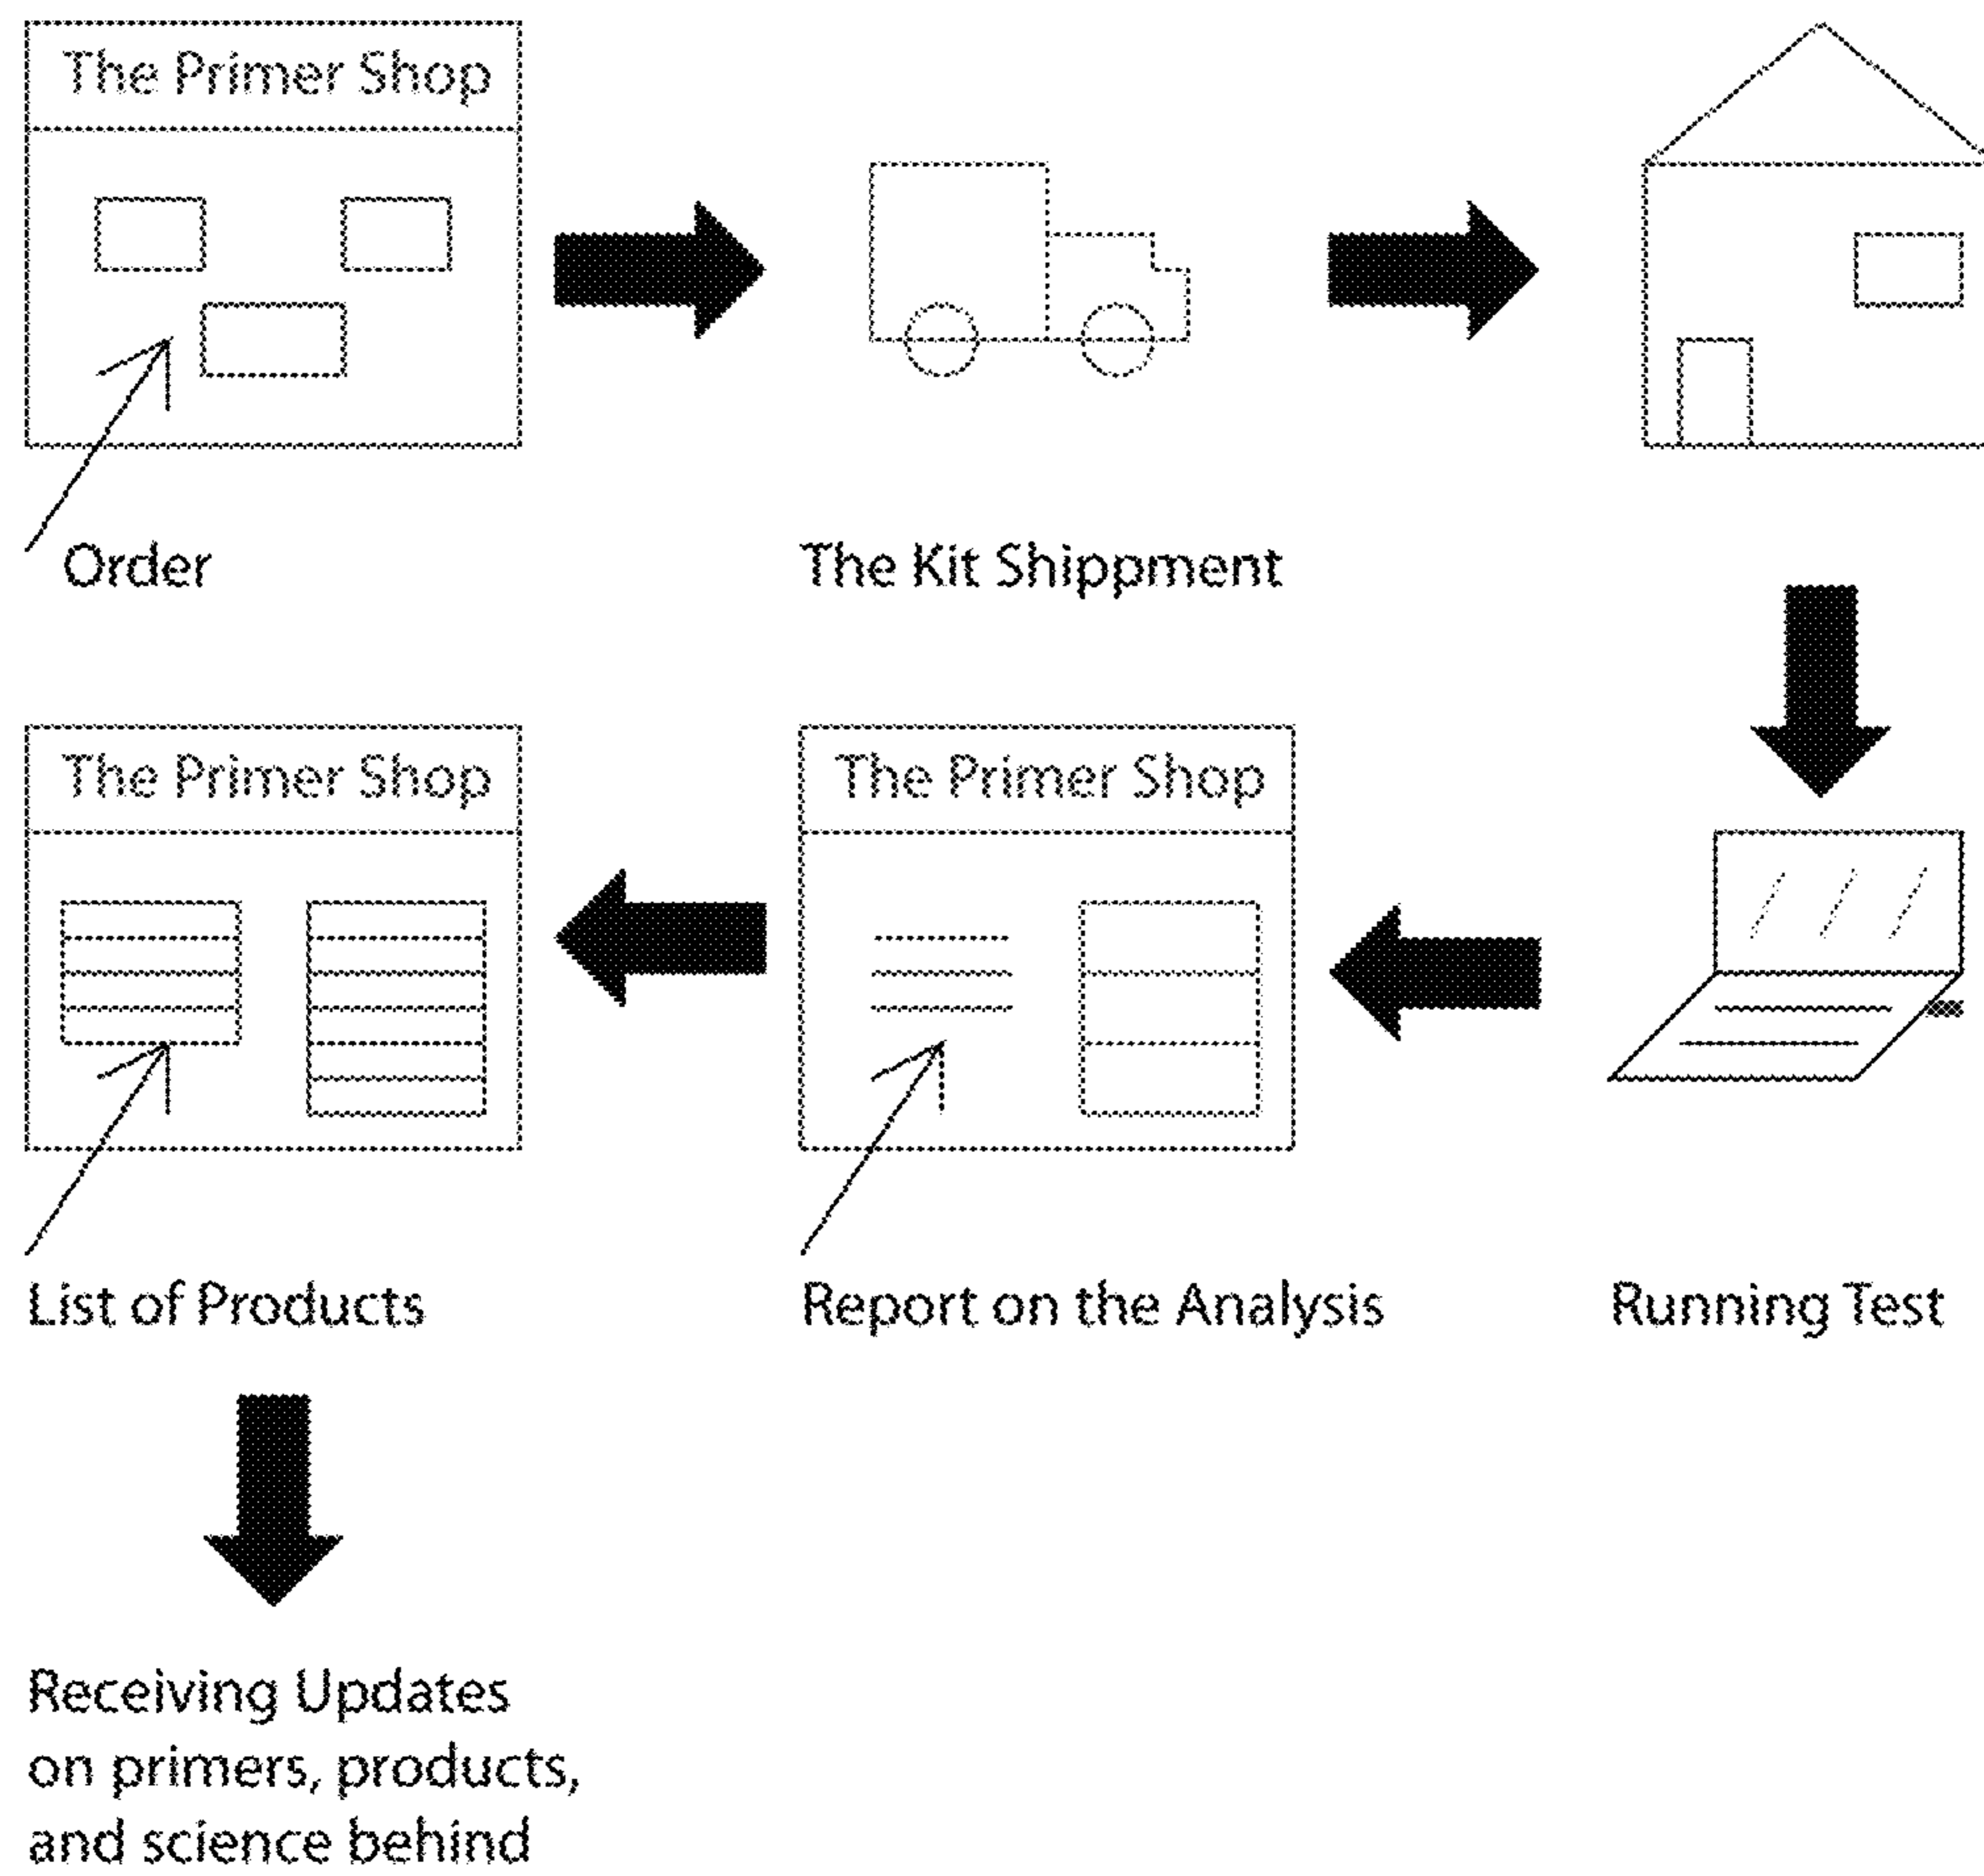 The Primer Shop
Order
The Kit Shippment
The Primer Shop
The Primer Shop
List of Products
Report on the Analysis
Running Test
Receiving Updates
on primers, products,
and science behind